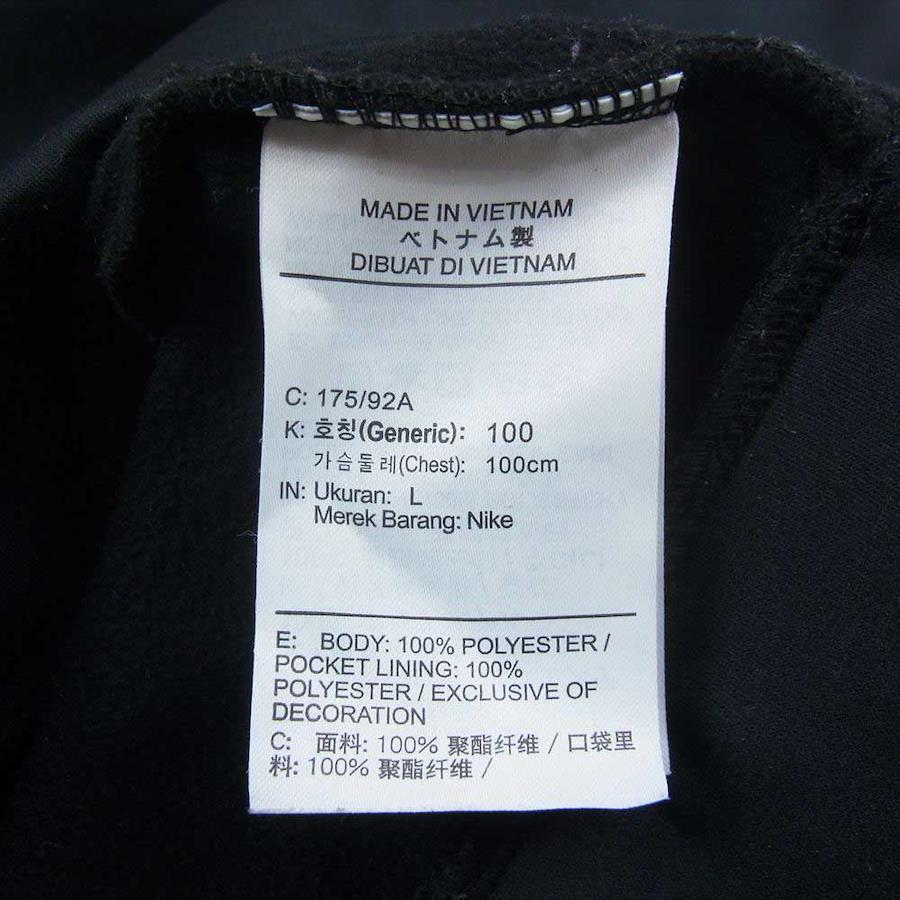 MADE IN VIETNAM
ベトナム製
DIBUAT DI VIETNAM
C: 175/92A
K: 호칭(Generic): 100
가슴둘레(Chest): 100cm
IN: Ukuran: L
Merek Barang: Nike
E: BODY: 100% POLYESTER /
POCKET LINING: 100%
POLYESTER / EXCLUSIVE OF
DECORATION
C: 面料: 100% 聚酯纤维 / 口袋里
料: 100% 聚酯纤维 /